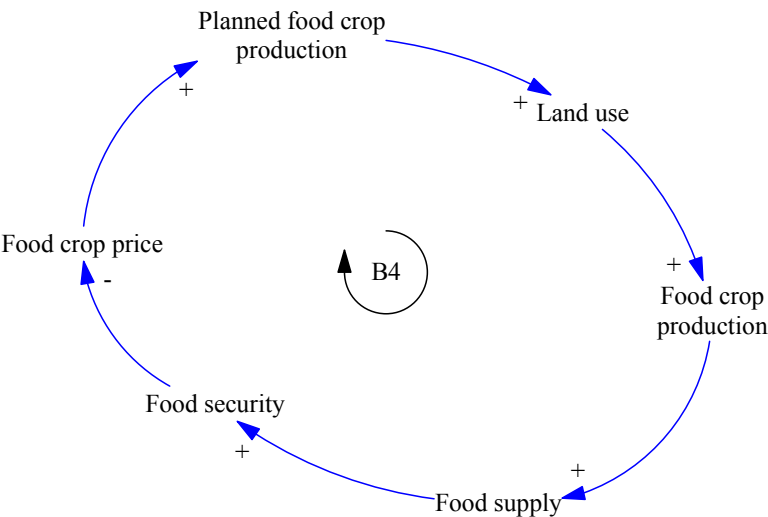 Planned food crop
production
+
+ Land use
+
Food crop
production
+
Food supply
+
Food security
-
Food crop price
B4